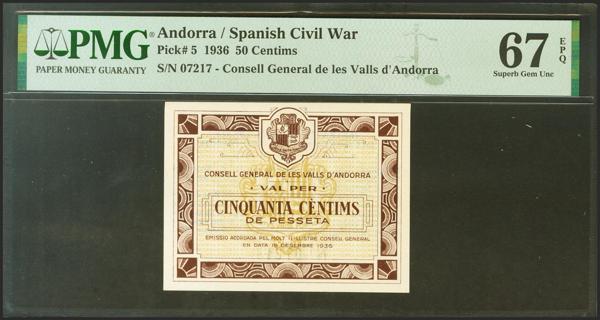 PMG®
PAPER MONEY GUARANTY
Andorra / Spanish Civil War
Pick# 5 1936 50 Centims
S/N 07217 - Consell General de les Valls d'Andorra
67 EPQ
Superb Gem Unc
CONSELL GENERAL DE LES VALLS D'ANDORRA
· VAL PER ·
CINQUANTA CÈNTIMS
DE PESSETA
EMISSIÓ ACORDADA PEL MOLT IL·LUSTRE CONSELL GENERAL
EN DATA 19 DESEMBRE 1936